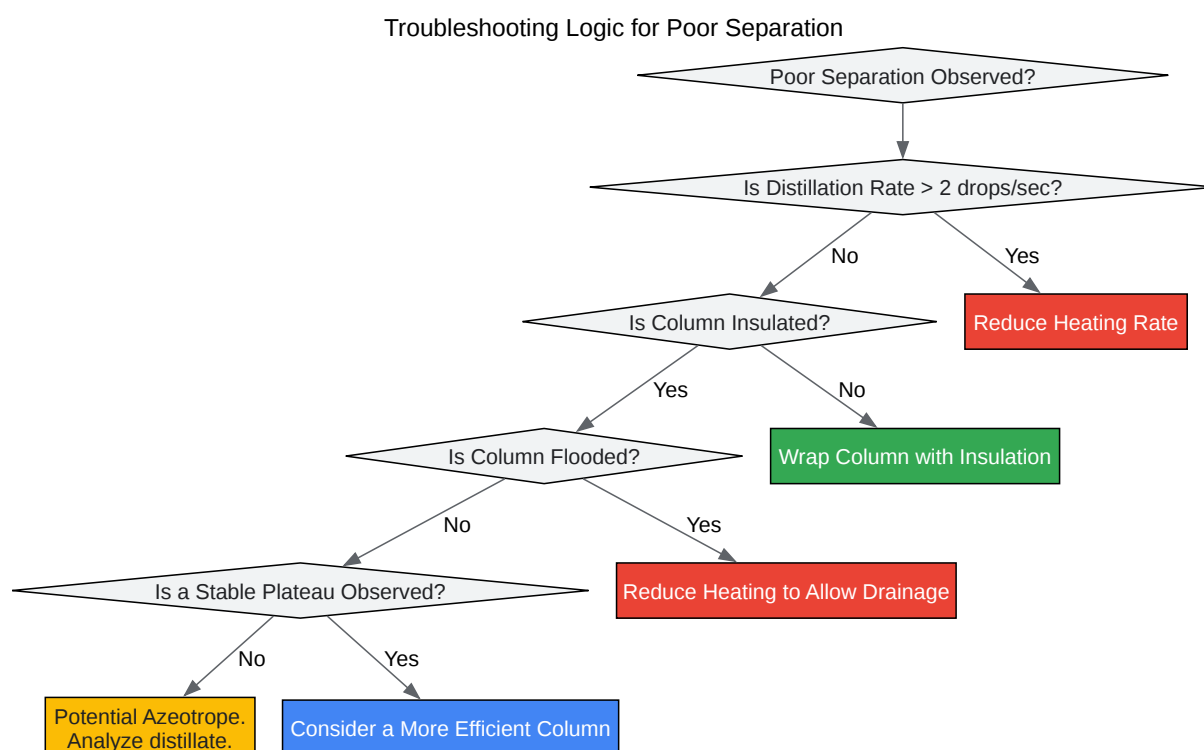 Troubleshooting Logic for Poor Separation
Poor Separation Observed?
Is Distillation Rate > 2 drops/sec?
No
Yes
Is Column Insulated?
Reduce Heating Rate
Yes
No
Is Column Flooded?
Wrap Column with Insulation
No
Yes
Is a Stable Plateau Observed?
Reduce Heating to Allow Drainage
No
Yes
Potential Azeotrope.
Analyze distillate.
Consider a More Efficient Column